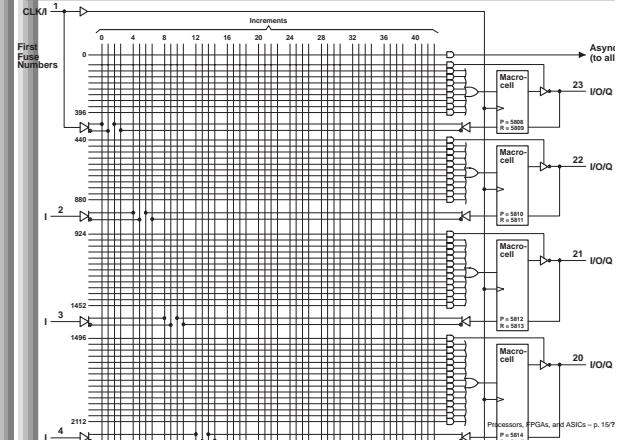 CLK/I 1
Increments
First
Fuse
Numbers
0 4 8 12 16 20 24 28 32 36 40
0
Async
(to all
Macro-
cell
23 I/O/Q
396
P = 5808
R = 5809
440
Macro-
cell
22 I/O/Q
880
P = 5810
R = 5811
I 2
924
Macro-
cell
21 I/O/Q
1452
P = 5812
R = 5813
I 3
1496
Macro-
cell
20 I/O/Q
2112
Processors, FPGAs, and ASICs – p. 15/?
P = 5814
I 4